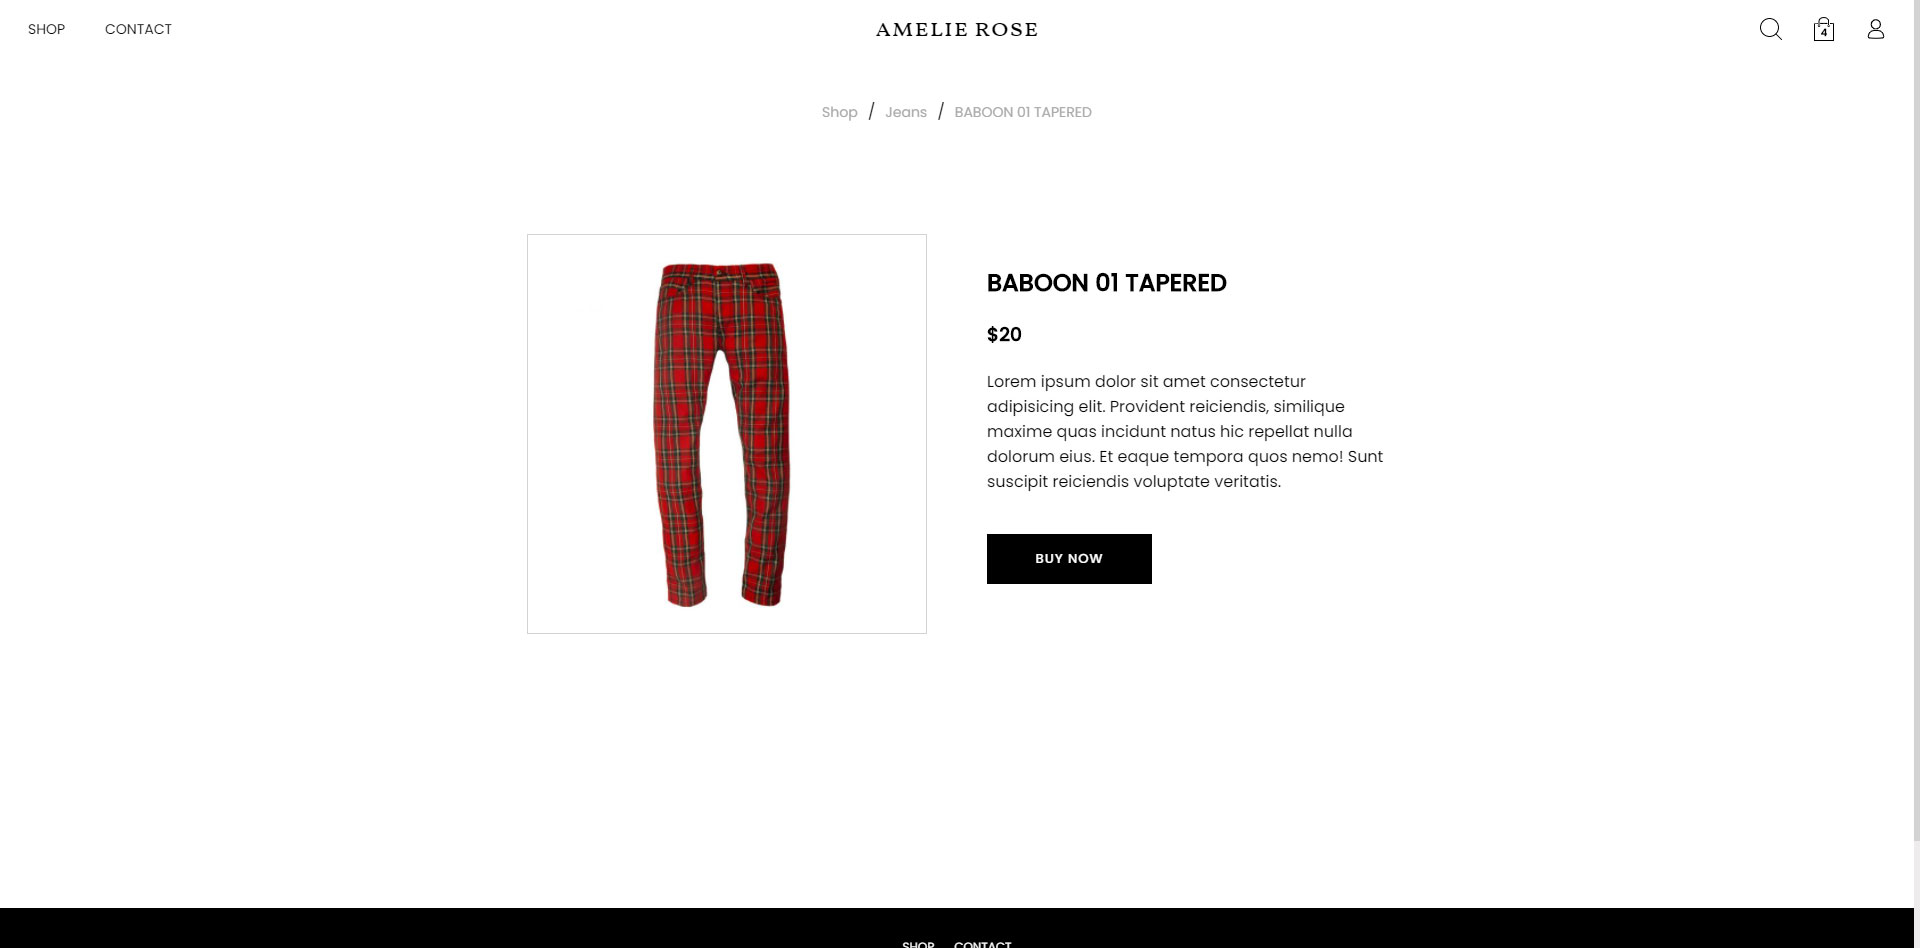 SHOP CONTACT AMELIE ROSE 4
Shop / Jeans / BABOON 01 TAPERED
BABOON 01 TAPERED
$20
Lorem ipsum dolor sit amet consectetur
adipisicing elit. Provident reiciendis, similique
maxime quas incidunt natus hic repellat nulla
dolorum eius. Et eaque tempora quos nemo! Sunt
suscipit reiciendis voluptate veritatis.
BUY NOW
SHOP CONTACT